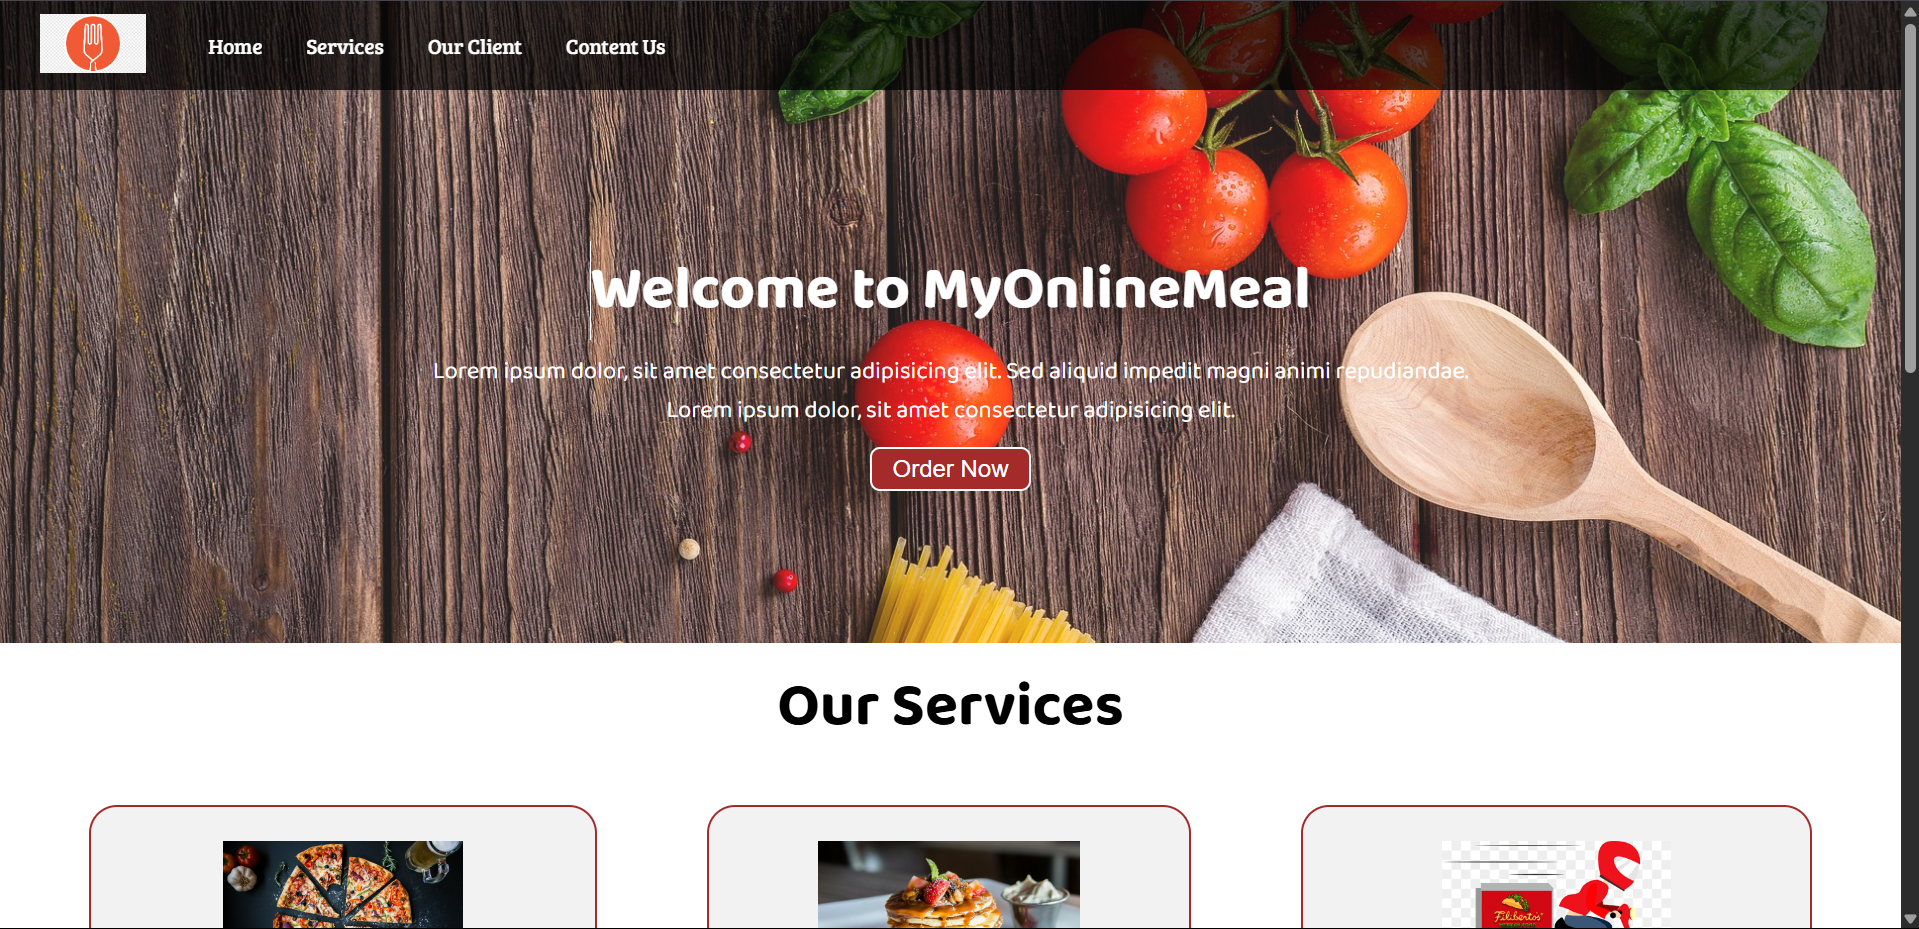 Home Services Our Client Content Us
Welcome to MyOnlineMeal
Lorem ipsum dolor, sit amet consectetur adipisicing elit. Sed aliquid impedit magni animi repudiandae.
Lorem ipsum dolor, sit amet consectetur adipisicing elit.
Order Now
Our Services
Filiberto's